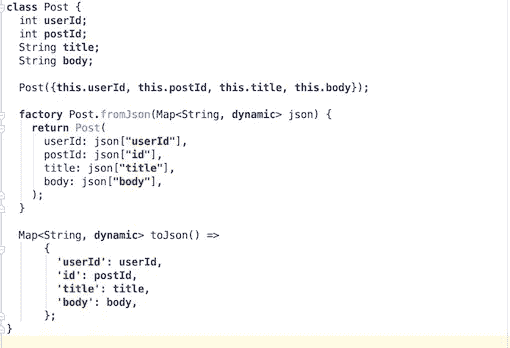 class Post {
  int userId;
  int postId;
  String title;
  String body;

  Post({this.userId, this.postId, this.title, this.body});

  factory Post.fromJson(Map<String, dynamic> json) {
    return Post(
      userId: json["userId"],
      postId: json["id"],
      title: json["title"],
      body: json["body"],
    );
  }

  Map<String, dynamic> toJson() =>
      {
        'userId': userId,
        'id': postId,
        'title': title,
        'body': body,
      };
}